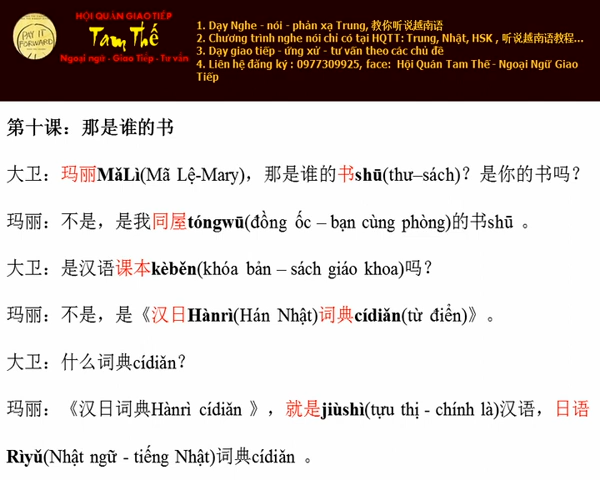 HỘI QUÁN GIAO TIẾP
Tam Thế
Ngoại ngữ - Giao Tiếp - Tư vấn
PAY IT
FORWARD
1. Dạy Nghe - nói - phản xạ Trung, 教你听说越南语
2. Chương trình nghe nói chỉ có tại HQTT: Trung, Nhật, HSK , 听说越南语教程...
3. Dạy giao tiếp - ứng xử - tư vấn theo các chủ đề
4. Liên hệ đăng ký : 0977309925, face: Hội Quán Tam Thế - Ngoại Ngữ Giao
Tiếp
第十课：那是谁的书
大卫：玛丽MǎLì(Mã Lệ-Mary)，那是谁的书shū(thư–sách)？是你的书吗？
玛丽：不是，是我同屋tóngwū(đồng ốc – bạn cùng phòng)的书shū 。
大卫：是汉语课本kèběn(khóa bản – sách giáo khoa)吗？
玛丽：不是，是《汉日Hànrì(Hán Nhật)词典cídiǎn(từ điển)》。
大卫：什么词典cídiǎn？
玛丽：《汉日词典Hànrì cídiǎn 》，就是jiùshì(tựu thị - chính là)汉语，日语
Rìyǔ(Nhật ngữ - tiếng Nhật)词典cídiǎn 。